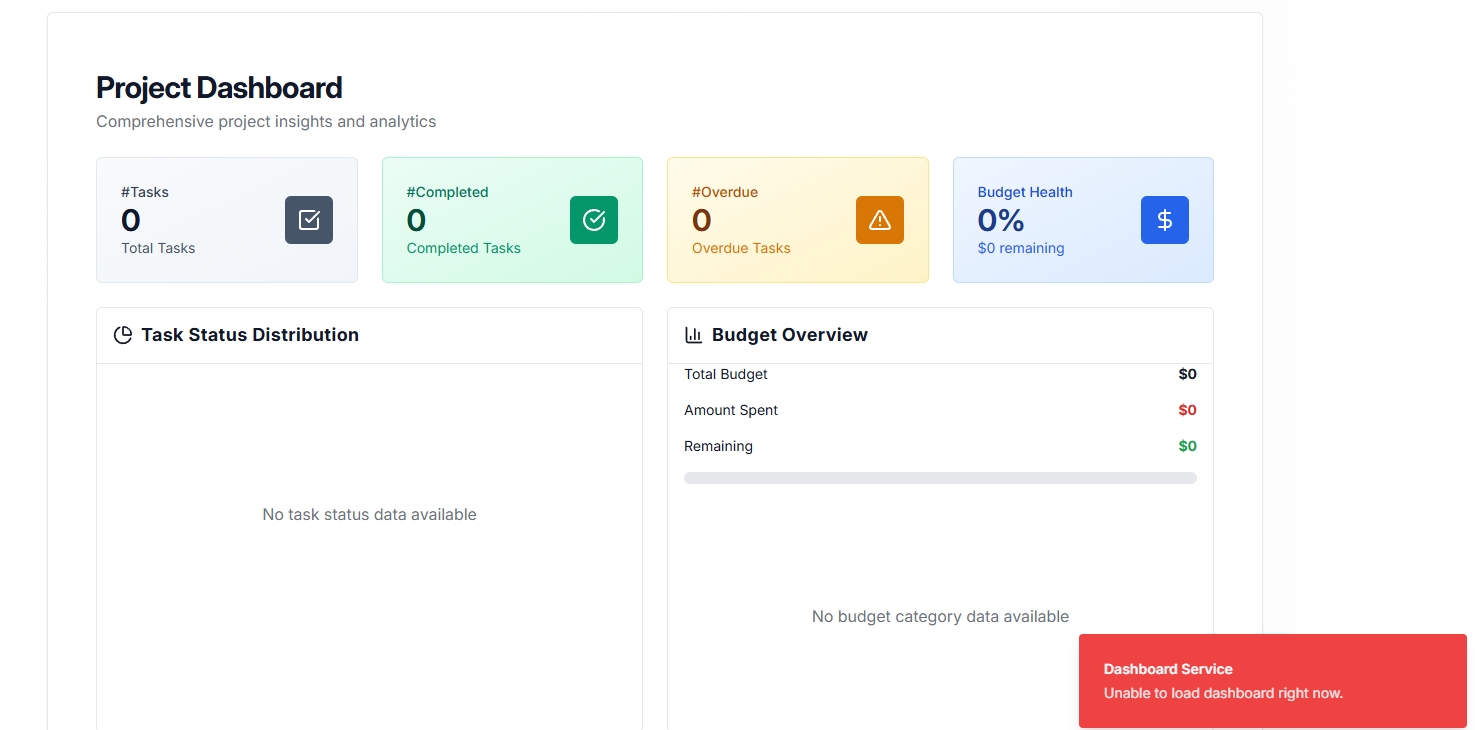 Project Dashboard
Comprehensive project insights and analytics
#Tasks
0
Total Tasks
#Completed
0
Completed Tasks
#Overdue
0
Overdue Tasks
Budget Health
0%
$0 remaining
Task Status Distribution
No task status data available
Budget Overview
Total Budget $0
Amount Spent $0
Remaining $0
No budget category data available
Dashboard Service
Unable to load dashboard right now.